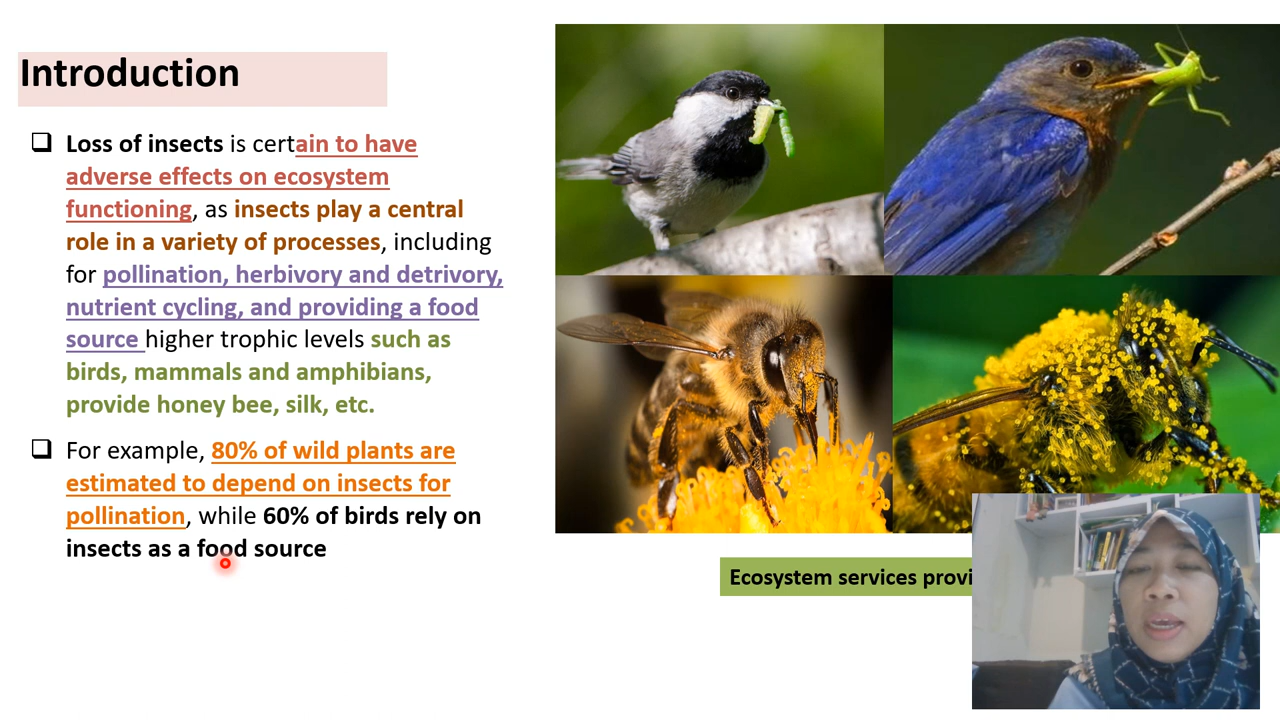 Introduction
Loss of insects is certain to have
adverse effects on ecosystem
functioning, as insects play a central
role in a variety of processes, including
for pollination, herbivory and detrivory,
nutrient cycling, and providing a food
source higher trophic levels such as
birds, mammals and amphibians,
provide honey bee, silk, etc.
For example, 80% of wild plants are
estimated to depend on insects for
pollination, while 60% of birds rely on
insects as a food source
Ecosystem services provi